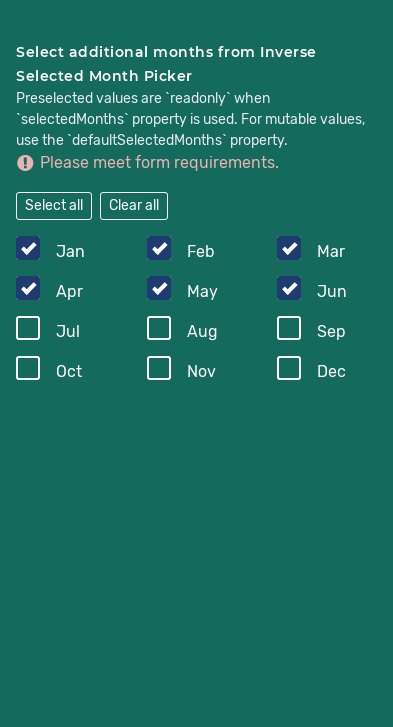 Select additional months from Inverse
Selected Month Picker
Preselected values are `readonly` when
`selectedMonths` property is used. For mutable values,
use the `defaultSelectedMonths` property.
Please meet form requirements.
Select all Clear all
Jan Feb Mar
Apr May Jun
Jul Aug Sep
Oct Nov Dec